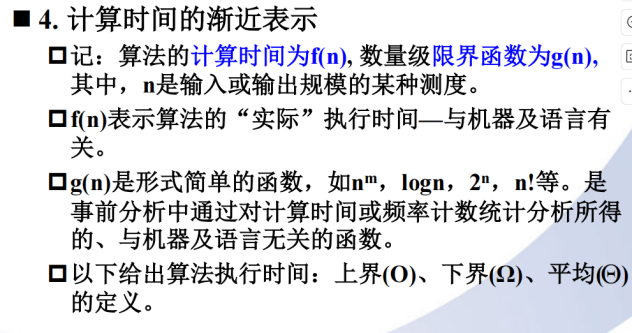 4. 计算时间的渐近表示
记：算法的计算时间为f(n), 数量级限界函数为g(n),
其中，n是输入或输出规模的某种测度。
f(n)表示算法的“实际”执行时间—与机器及语言有
关。
g(n)是形式简单的函数，如nᵐ，logn，2ⁿ，n!等。是
事前分析中通过对计算时间或频率计数统计分析所得
的、与机器及语言无关的函数。
以下给出算法执行时间：上界(O)、下界(Ω)、平均(Θ)
的定义。